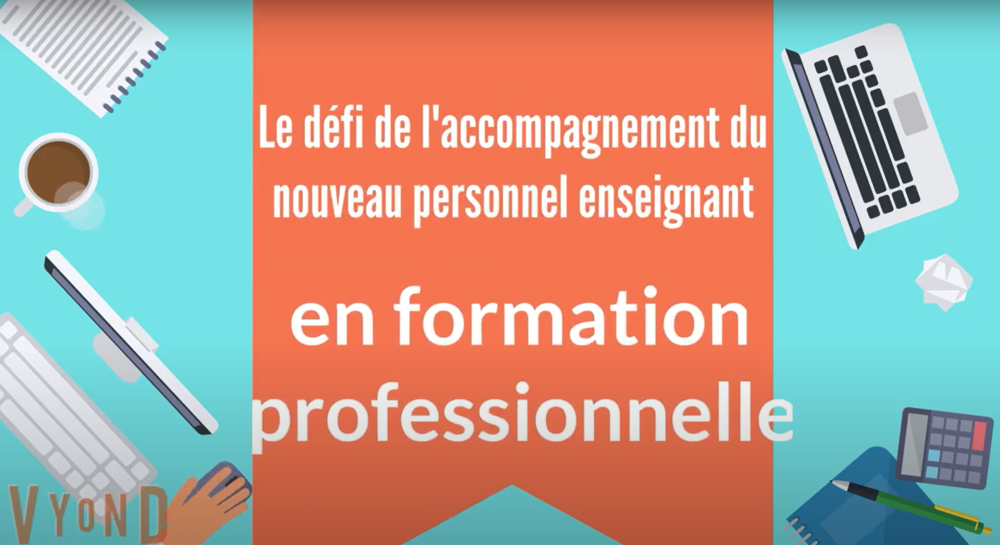 Le défi de l'accompagnement du
nouveau personnel enseignant
en formation
professionnelle
VYOND